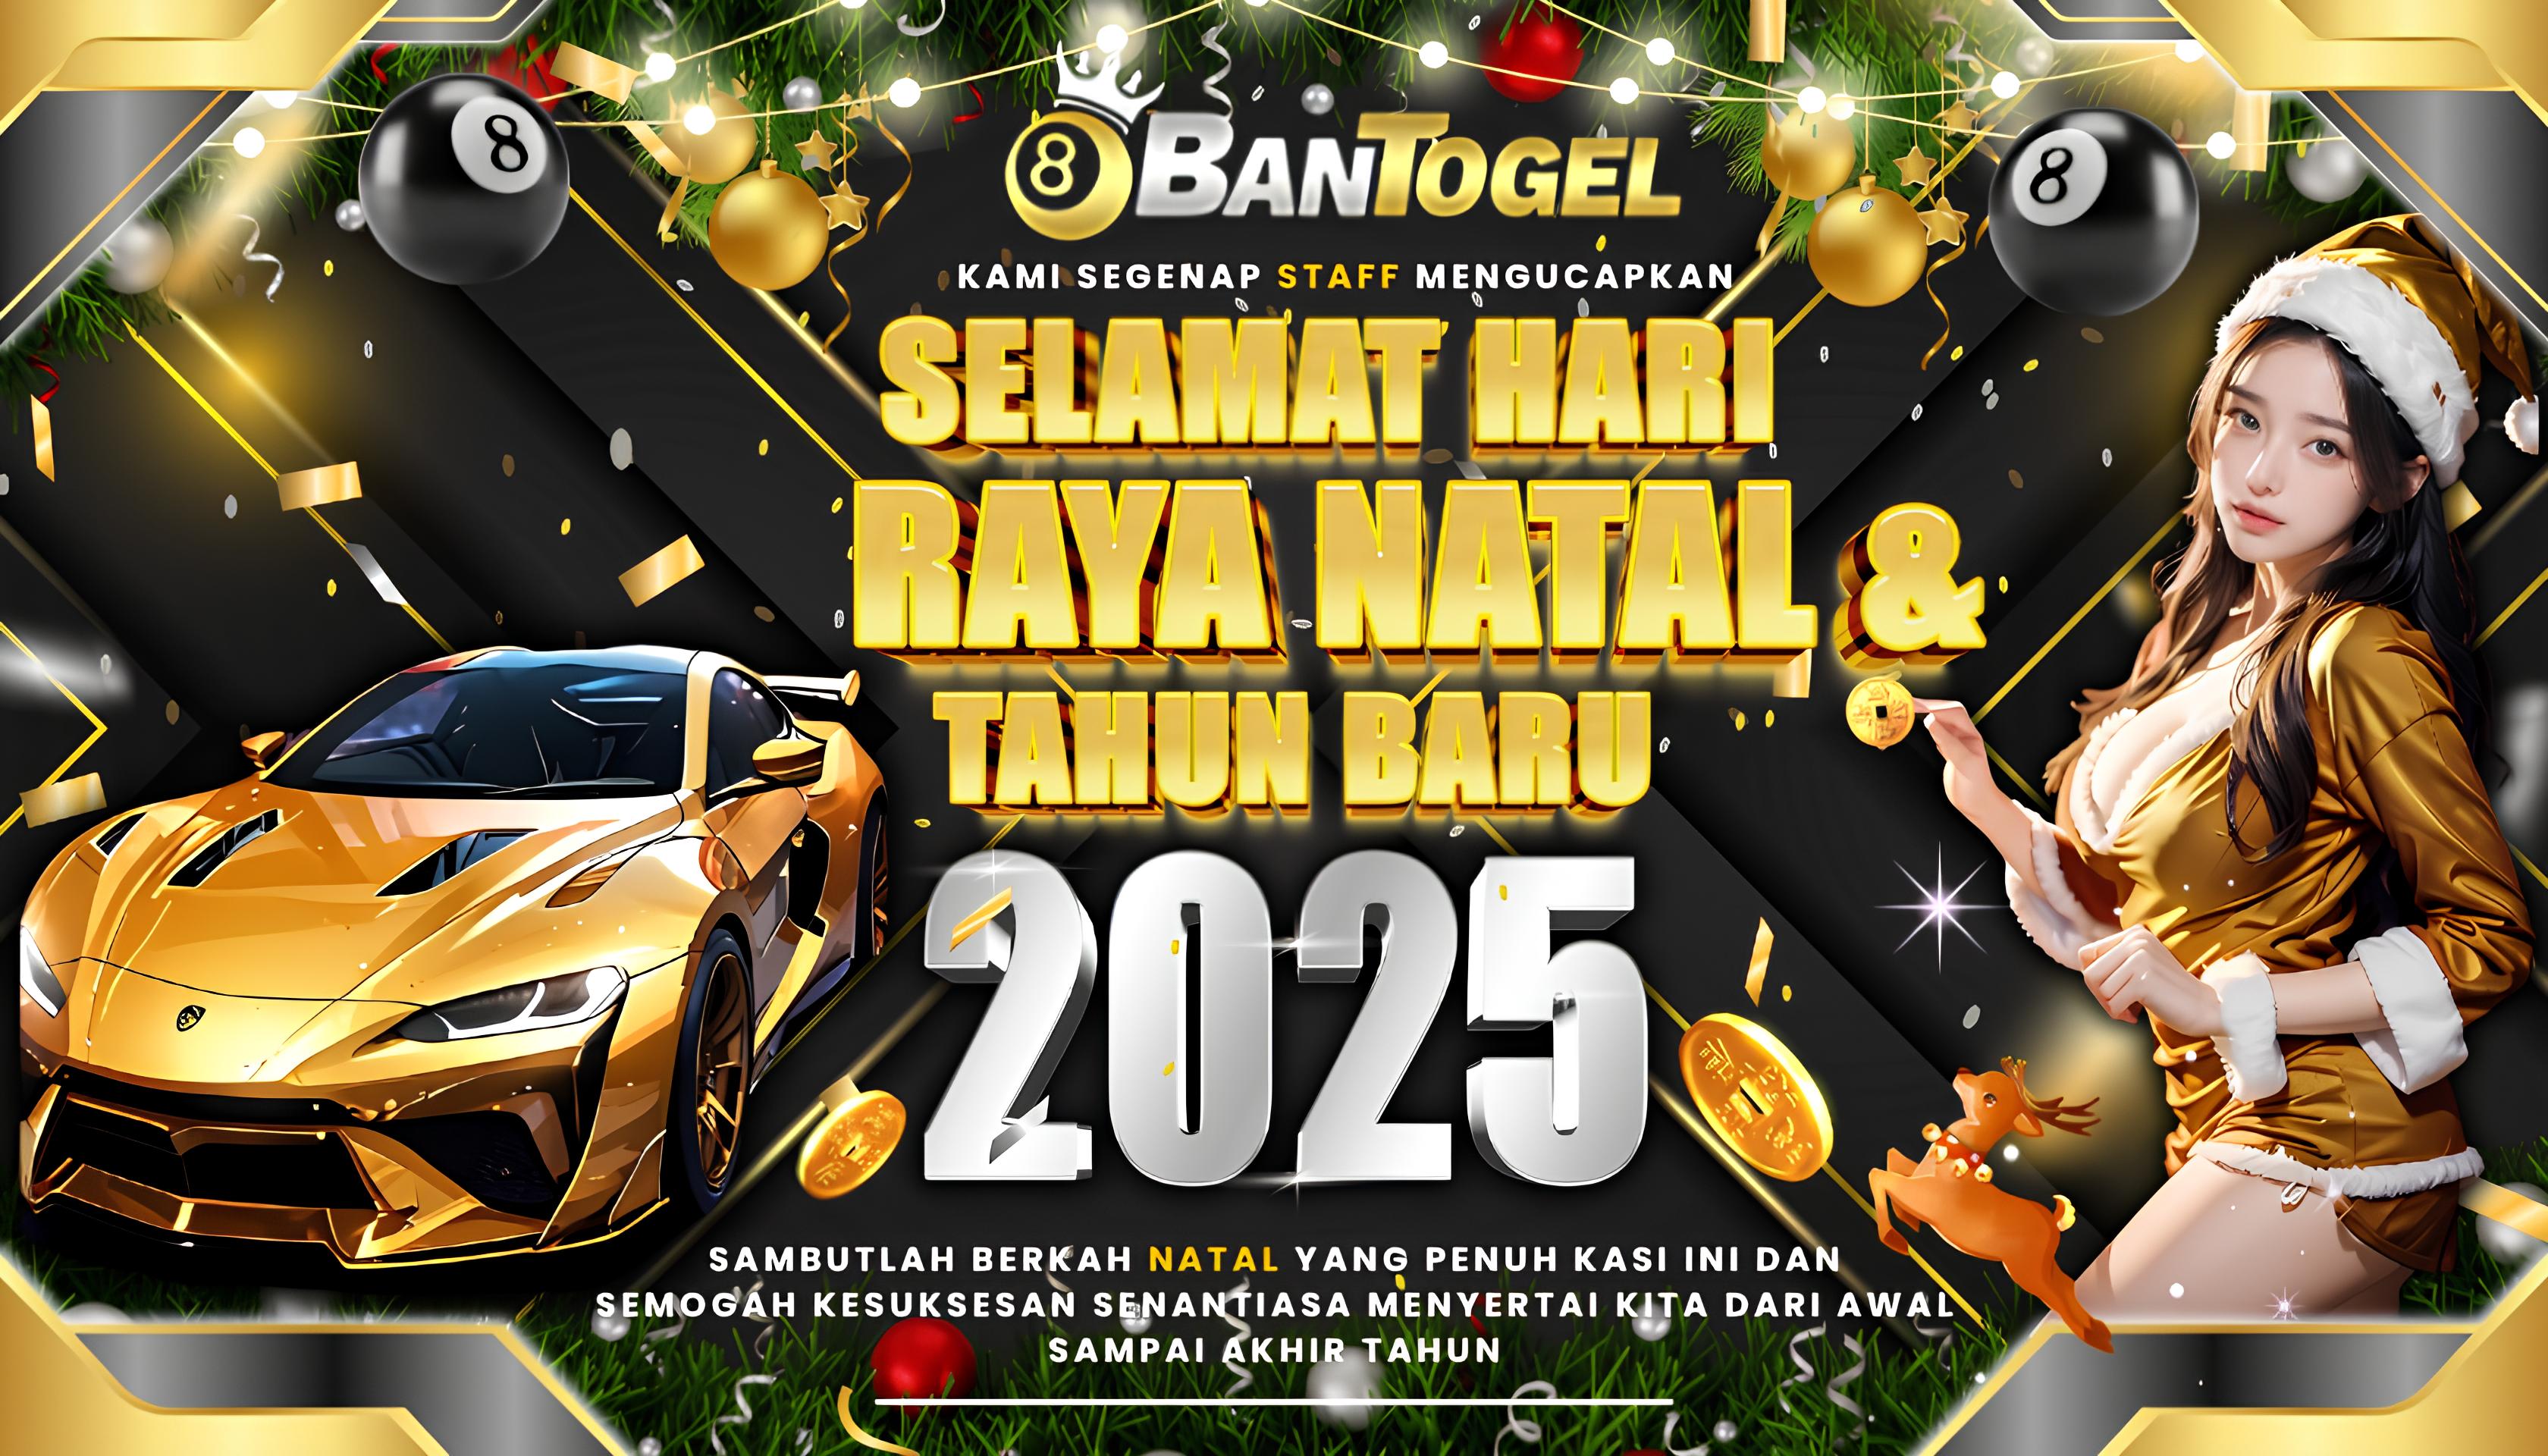 8
8
8 BANTOGEL
KAMI SEGENAP STAFF MENGUCAPKAN
SELAMAT HARI
RAYA NATAL &
TAHUN BARU
2025
SAMBUTLAH BERKAH NATAL YANG PENUH KASI INI DAN
SEMOGAH KESUKSESAN SENANTIASA MENYERTAI KITA DARI AWAL
SAMPAI AKHIR TAHUN